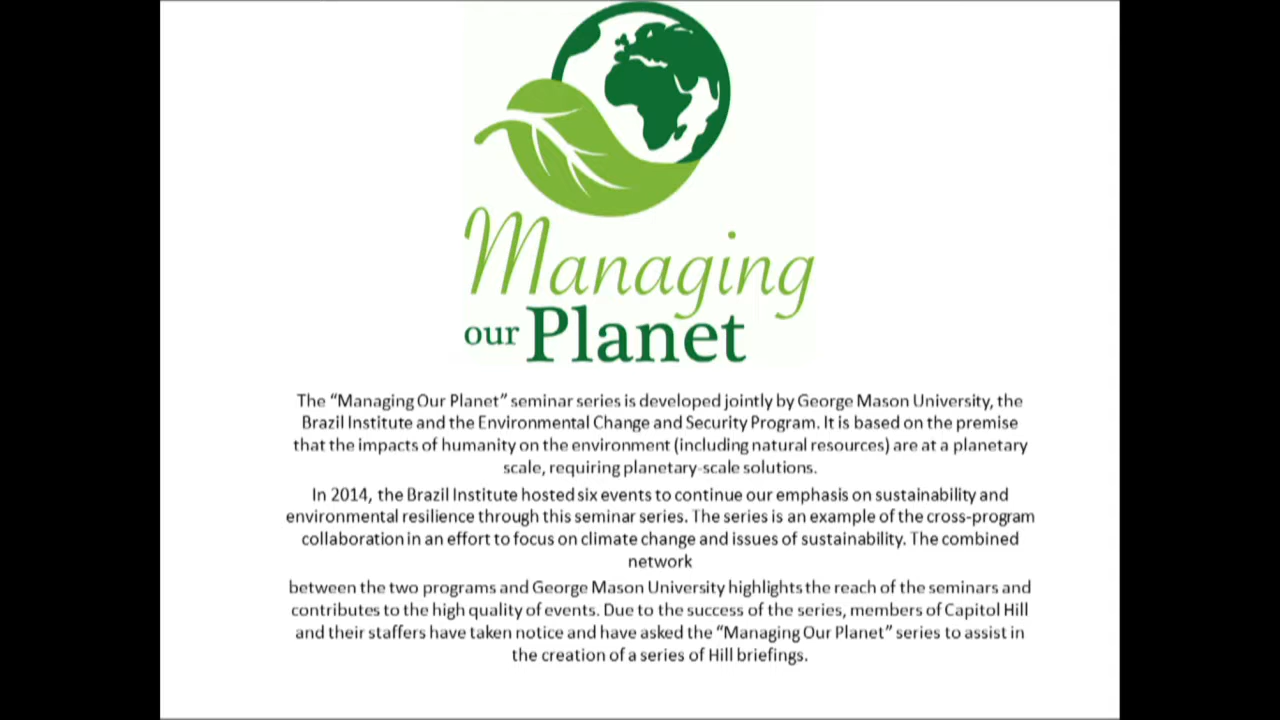 Managing
our Planet
The “Managing Our Planet” seminar series is developed jointly by George Mason University, the
Brazil Institute and the Environmental Change and Security Program. It is based on the premise
that the impacts of humanity on the environment (including natural resources) are at a planetary
scale, requiring planetary-scale solutions.
In 2014, the Brazil Institute hosted six events to continue our emphasis on sustainability and
environmental resilience through this seminar series. The series is an example of the cross-program
collaboration in an effort to focus on climate change and issues of sustainability. The combined
network
between the two programs and George Mason University highlights the reach of the seminars and
contributes to the high quality of events. Due to the success of the series, members of Capitol Hill
and their staffers have taken notice and have asked the “Managing Our Planet” series to assist in
the creation of a series of Hill briefings.